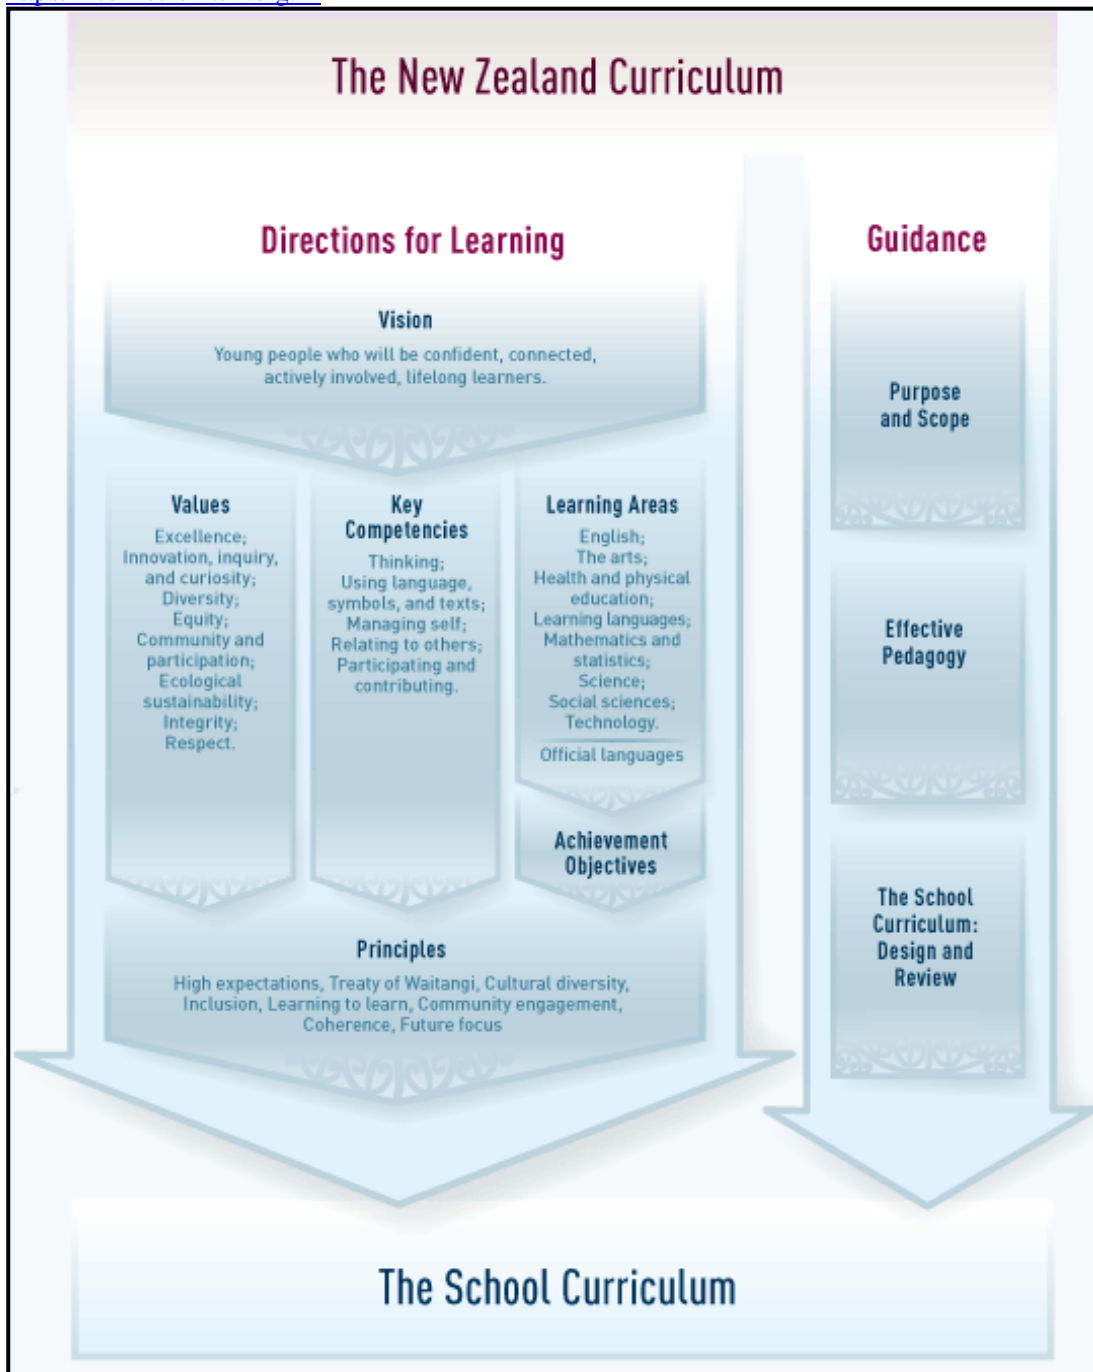 The New Zealand Curriculum
Directions for Learning
Vision
Young people who will be confident, connected,
actively involved, lifelong learners.
Values
Excellence;
Innovation, inquiry,
and curiosity;
Diversity;
Equity;
Community and
participation;
Ecological
sustainability;
Integrity;
Respect.
Key
Competencies
Thinking;
Using language,
symbols, and texts;
Managing self;
Relating to others;
Participating and
contributing.
Learning Areas
English;
The arts;
Health and physical
education;
Learning languages;
Mathematics and
statistics;
Science;
Social sciences;
Technology.
Official languages
Achievement
Objectives
Principles
High expectations, Treaty of Waitangi, Cultural diversity,
Inclusion, Learning to learn, Community engagement,
Coherence, Future focus
Guidance
Purpose
and Scope
Effective
Pedagogy
The School
Curriculum:
Design and
Review
The School Curriculum